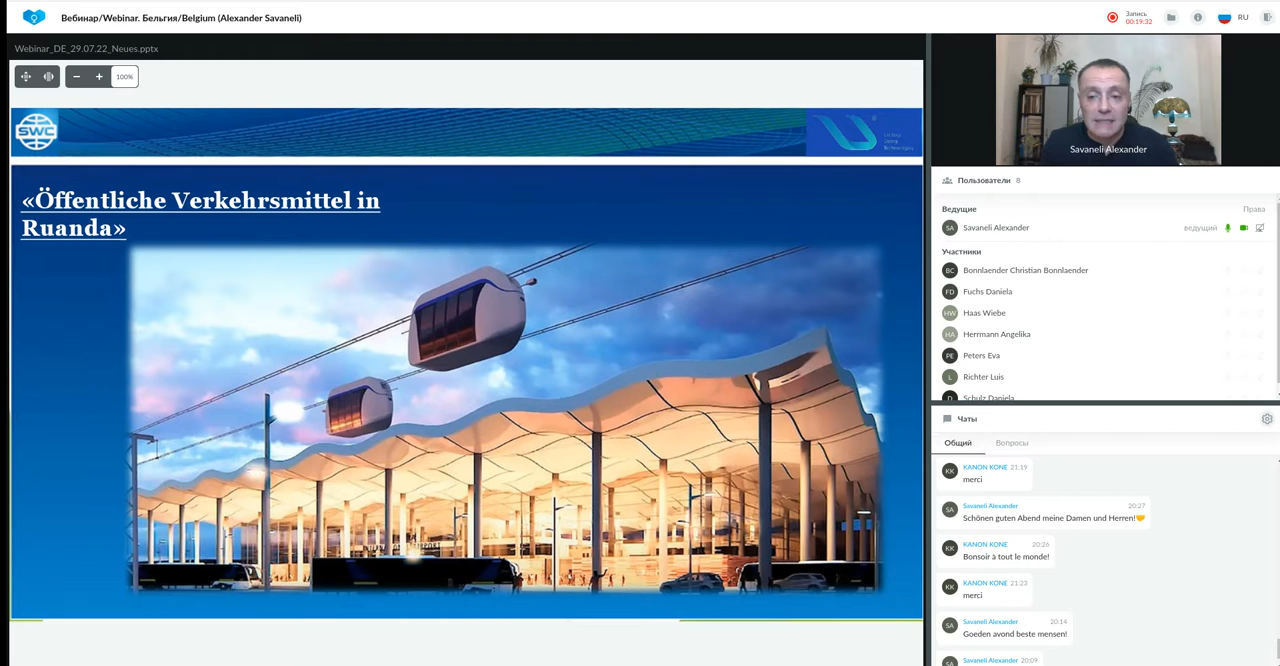 Вебинар/Webinar. Бельгия/Belgium (Alexander Savaneli)
Запись
00:19:32
RU
Webinar_DE_29.07.22_Neues.pptx
100%
SWC
«Öffentliche Verkehrsmittel in
Ruanda»
Savaneli Alexander
Пользователи 8
Ведущие
Права
SA
Savaneli Alexander
ведущий
Участники
BC
Bonnlaender Christian Bonnlaender
FD
Fuchs Daniela
HW
Haas Wiebe
HA
Herrmann Angelika
PE
Peters Eva
L
Richter Luis
D
Schulz Daniela
Чаты
Общий
Вопросы
KK
KANON KONE 21:19
merci
SA
Savaneli Alexander 20:27
Schönen guten Abend meine Damen und Herren!🧡
KK
KANON KONE 20:26
Bonsoir à tout le monde!
KK
KANON KONE 21:23
merci
SA
Savaneli Alexander 20:14
Goeden avond beste mensen!
SA
Savaneli Alexander 20:09